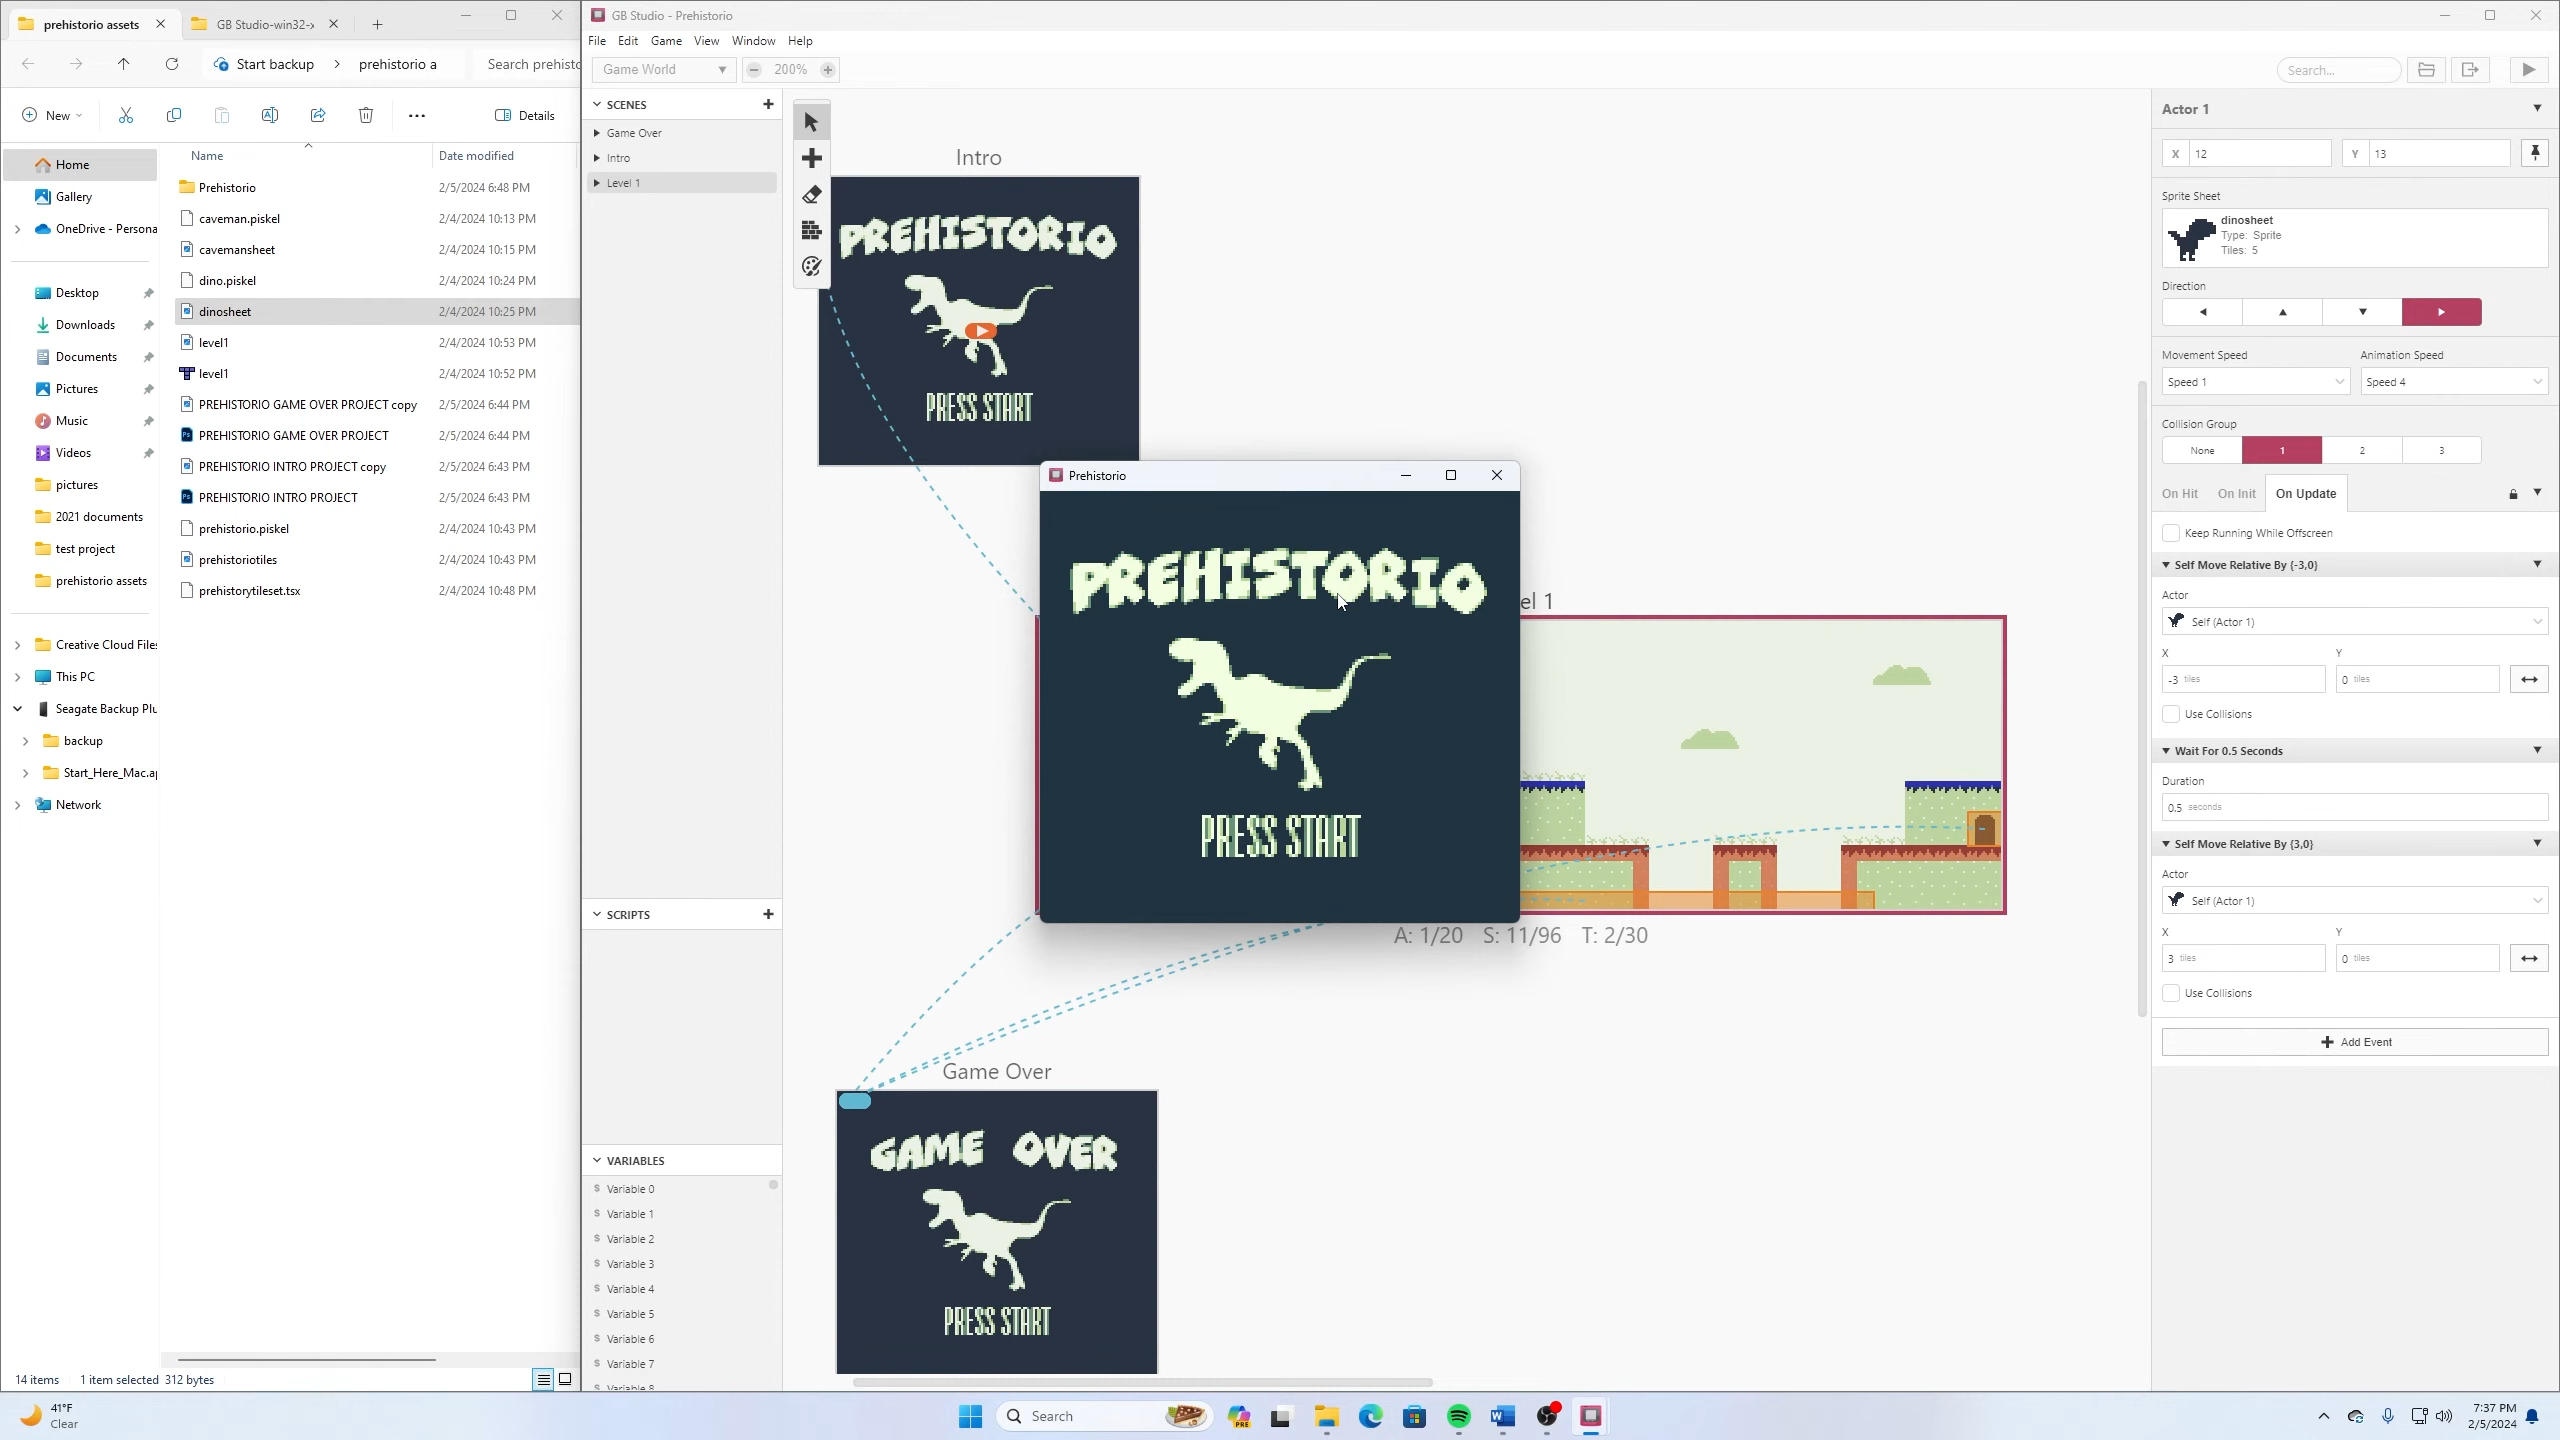 prehistorio assets
GB Studio-win32-x
Start backup
prehistorio a
Search prehisto
New
Details
Name
Date modified
Home
Gallery
OneDrive - Persona
Desktop
Downloads
Documents
Pictures
Music
Videos
pictures
2021 documents
test project
prehistorio assets
Creative Cloud Files
This PC
Seagate Backup Plu
backup
Start_Here_Mac.ap
Network
Prehistorio 2/5/2024 6:48 PM
caveman.piskel 2/4/2024 10:13 PM
cavemansheet 2/4/2024 10:15 PM
dino.piskel 2/4/2024 10:24 PM
dinosheet 2/4/2024 10:25 PM
level1 2/4/2024 10:53 PM
level1 2/4/2024 10:52 PM
PREHISTORIO GAME OVER PROJECT copy 2/5/2024 6:44 PM
PREHISTORIO GAME OVER PROJECT 2/5/2024 6:44 PM
PREHISTORIO INTRO PROJECT copy 2/5/2024 6:43 PM
PREHISTORIO INTRO PROJECT 2/5/2024 6:43 PM
prehistorio.piskel 2/4/2024 10:43 PM
prehistoriotiles 2/4/2024 10:43 PM
prehistorytileset.tsx 2/4/2024 10:48 PM
14 items 1 item selected 312 bytes
GB Studio - Prehistorio
File Edit Game View Window Help
Game World
200%
Search...
SCENES
Game Over
Intro
Level 1
SCRIPTS
VARIABLES
Variable 0
Variable 1
Variable 2
Variable 3
Variable 4
Variable 5
Variable 6
Variable 7
Variable 8
Intro
PREHISTORIO
PRESS START
Prehistorio
PREHISTORIO
PRESS START
el 1
A: 1/20 S: 11/96 T: 2/30
Game Over
GAME OVER
PRESS START
Actor 1
X 12
Y 13
Sprite Sheet
dinosheet
Type: Sprite
Tiles: 5
Direction
Movement Speed
Animation Speed
Speed 1
Speed 4
Collision Group
None 1 2 3
On Hit On Init On Update
Keep Running While Offscreen
Self Move Relative By {-3,0}
Actor
Self (Actor 1)
X Y
-3 tiles
0 tiles
Use Collisions
Wait For 0.5 Seconds
Duration
0.5 seconds
Self Move Relative By {3,0}
Actor
Self (Actor 1)
X Y
3 tiles
0 tiles
Use Collisions
Add Event
41°F
Clear
Search
PRE
7:37 PM
2/5/2024